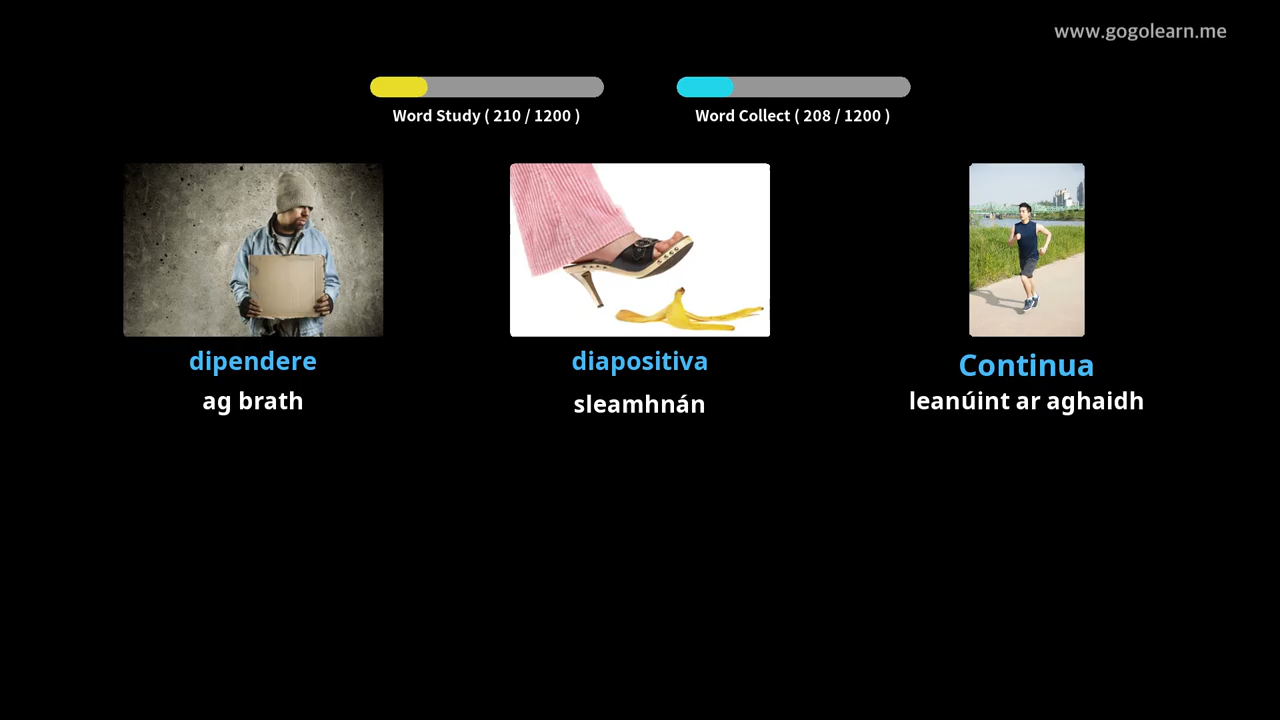 www.gogolearn.me
Word Study ( 210 / 1200 )
Word Collect ( 208 / 1200 )
dipendere
ag brath
diapositiva
sleamhnán
Continua
leanúint ar aghaidh